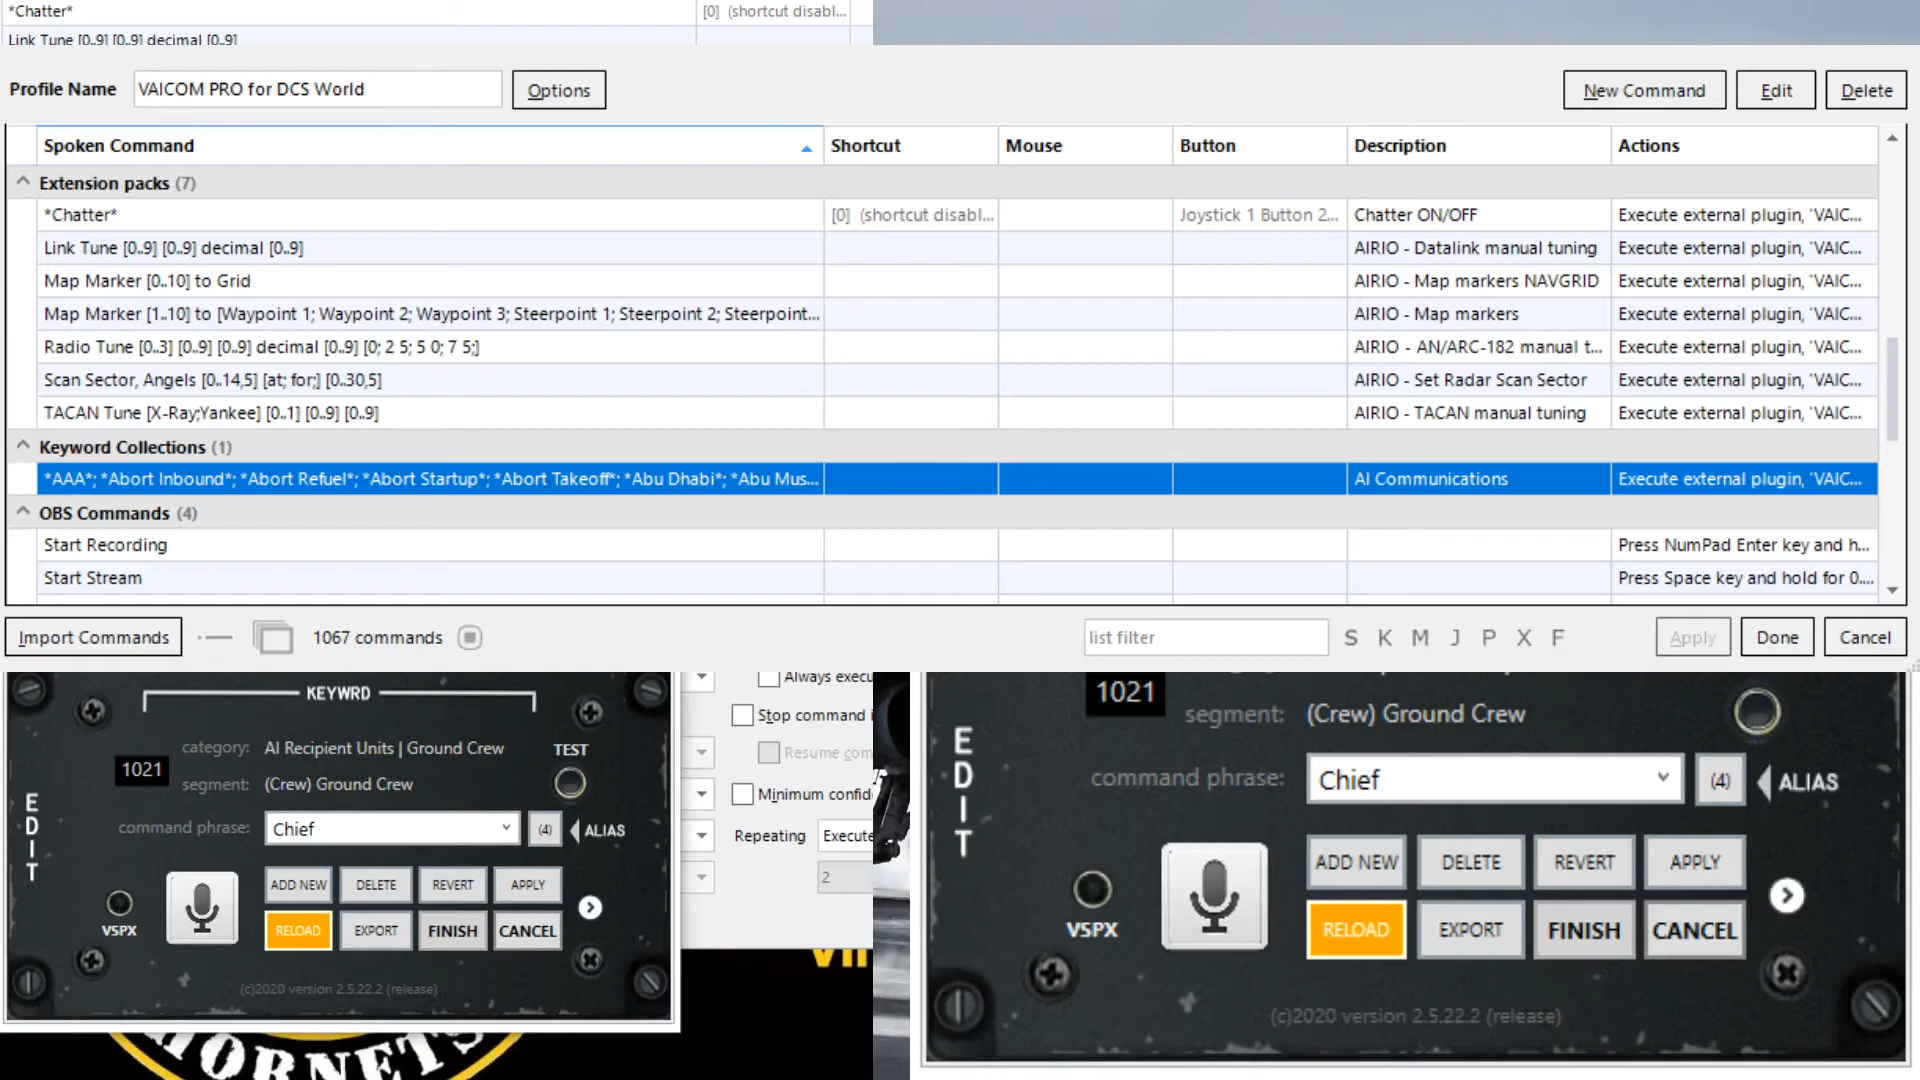 *Chatter*
[0] (shortcut disabl...
Link Tune [0..9] [0..9] decimal [0..9]
Profile Name
VAICOM PRO for DCS World
Options
New Command
Edit
Delete
Spoken Command
Shortcut
Mouse
Button
Description
Actions
Extension packs (7)
*Chatter*
[0] (shortcut disabl...
Joystick 1 Button 2...
Chatter ON/OFF
Execute external plugin, 'VAIC...
Link Tune [0..9] [0..9] decimal [0..9]
AIRIO - Datalink manual tuning
Execute external plugin, 'VAIC...
Map Marker [0..10] to Grid
AIRIO - Map markers NAVGRID
Execute external plugin, 'VAIC...
Map Marker [1..10] to [Waypoint 1; Waypoint 2; Waypoint 3; Steerpoint 1; Steerpoint 2; Steerpoint...
AIRIO - Map markers
Execute external plugin, 'VAIC...
Radio Tune [0..3] [0..9] [0..9] decimal [0..9] [0; 2 5; 5 0; 7 5;]
AIRIO - AN/ARC-182 manual t...
Execute external plugin, 'VAIC...
Scan Sector, Angels [0..14,5] [at; for;] [0..30,5]
AIRIO - Set Radar Scan Sector
Execute external plugin, 'VAIC...
TACAN Tune [X-Ray;Yankee] [0..1] [0..9] [0..9]
AIRIO - TACAN manual tuning
Execute external plugin, 'VAIC...
Keyword Collections (1)
*AAA*; *Abort Inbound*; *Abort Refuel*; *Abort Startup*; *Abort Takeoff*; *Abu Dhabi*; *Abu Mus...
AI Communications
Execute external plugin, 'VAIC...
OBS Commands (4)
Start Recording
Press NumPad Enter key and h...
Start Stream
Press Space key and hold for 0....
Import Commands
1067 commands
list filter
S K M J P X F
Apply
Done
Cancel
KEYWRD
category: AI Recipient Units | Ground Crew
TEST
1021
segment: (Crew) Ground Crew
EDIT
command phrase: Chief
(4)
ALIAS
ADD NEW
DELETE
REVERT
APPLY
VSPX
RELOAD
EXPORT
FINISH
CANCEL
(c)2020 version 2.5.22.2 (release)
Always execu
Stop command i
Resume com
Minimum confid
Repeating
Execute
2
HORNETS
1021
segment: (Crew) Ground Crew
EDIT
command phrase: Chief
(4)
ALIAS
ADD NEW
DELETE
REVERT
APPLY
VSPX
RELOAD
EXPORT
FINISH
CANCEL
(c)2020 version 2.5.22.2 (release)